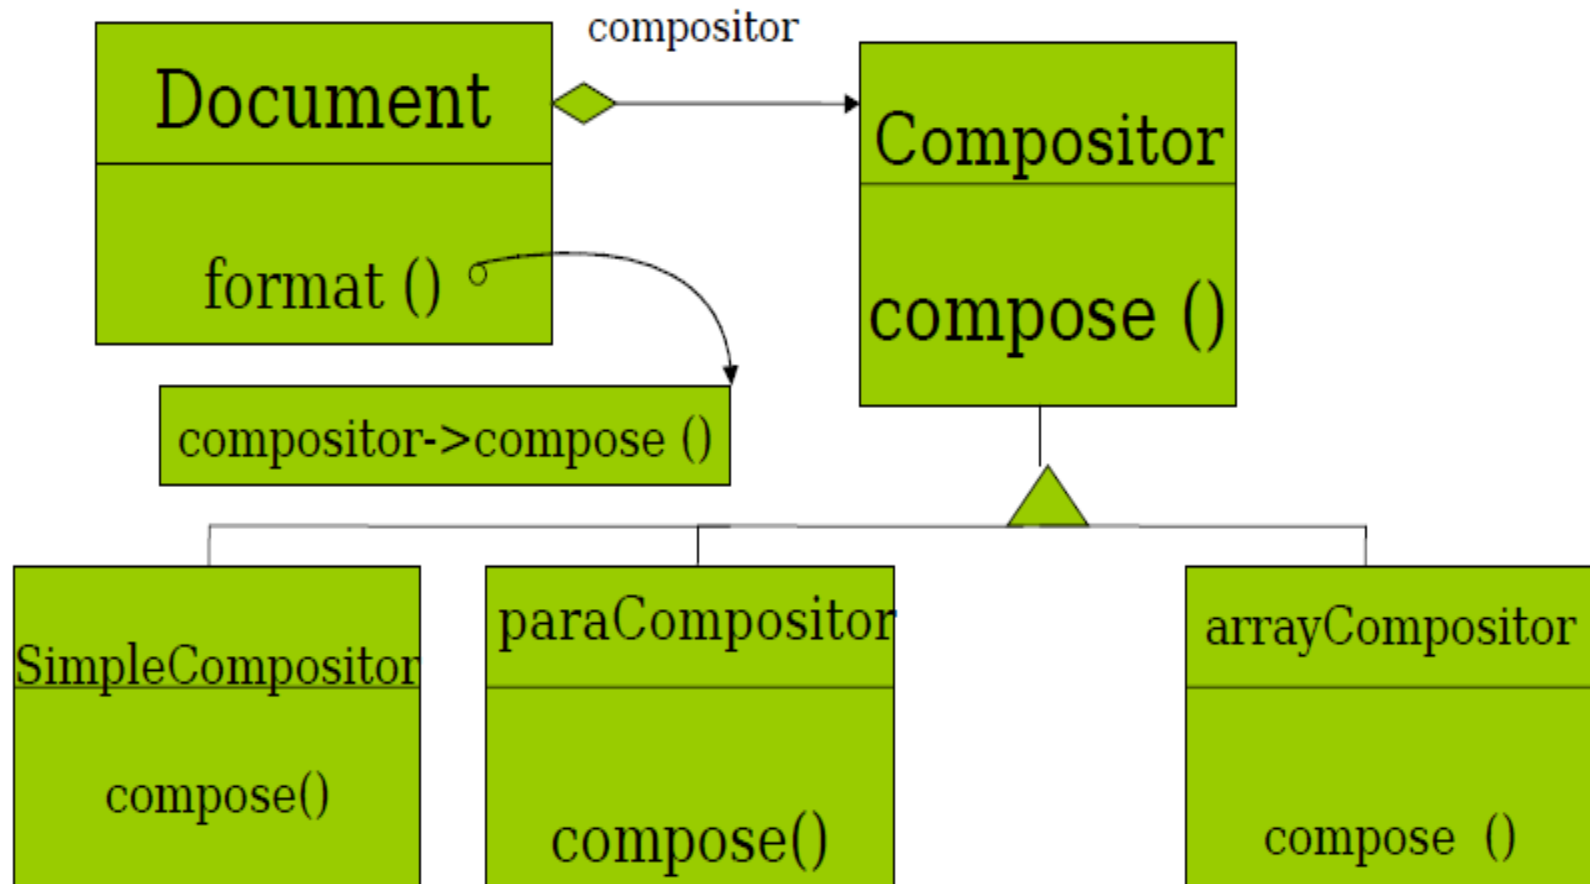 compositor
Document
Compositor
format ()
compose ()
compositor->compose ()
SimpleCompositor
paraCompositor
arrayCompositor
compose()
compose()
compose ()